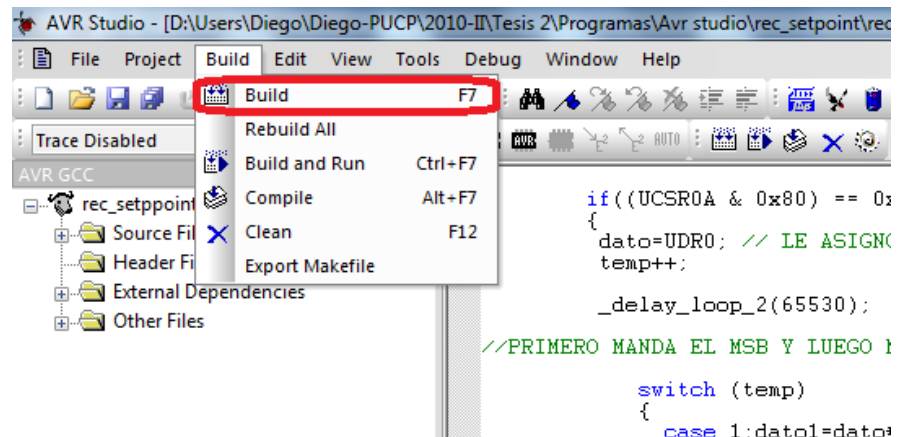 AVR Studio - [D:\Users\Diego\Diego-PUCP\2010-II\Tesis 2\Programas\Avr studio\rec_setpoint\rec
File Project Build Edit View Tools Debug Window Help
Build F7
Trace Disabled
Rebuild All
AVR
AUTO
Build and Run Ctrl+F7
Compile Alt+F7
Clean F12
Export Makefile
AVR GCC
rec_setppoint
Source Fil
Header Fi
External Dependencies
Other Files
if((UCSR0A & 0x80) == 0x
{
dato=UDR0; // LE ASIGNO
temp++;
_delay_loop_2(65530);
//PRIMERO MANDA EL MSB Y LUEGO
switch (temp)
{
case 1:dato1=dato*